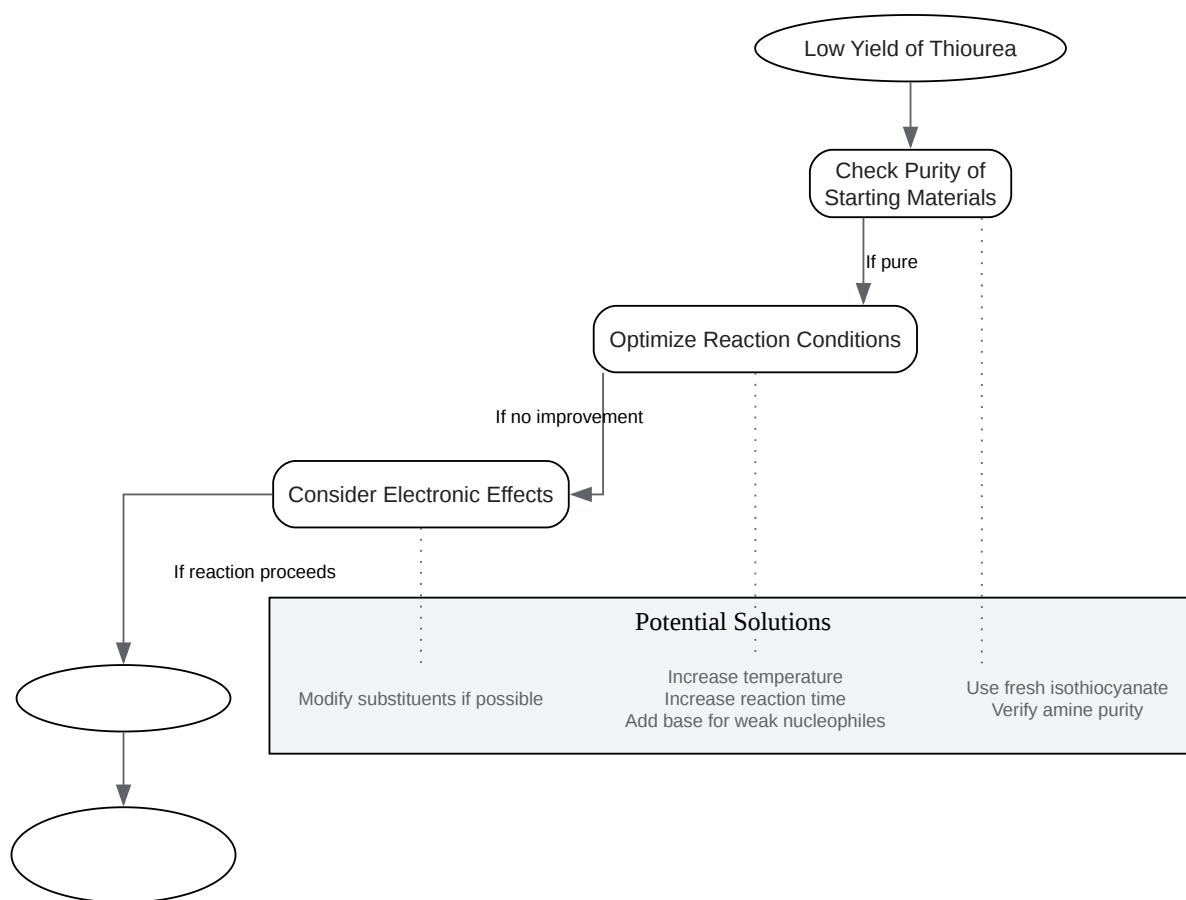 Low Yield of Thiourea
Check Purity of
Starting Materials
If pure
Optimize Reaction Conditions
If no improvement
Consider Electronic Effects
If reaction proceeds
Potential Solutions
Modify substituents if possible
Increase temperature
Increase reaction time
Add base for weak nucleophiles
Use fresh isothiocyanate
Verify amine purity